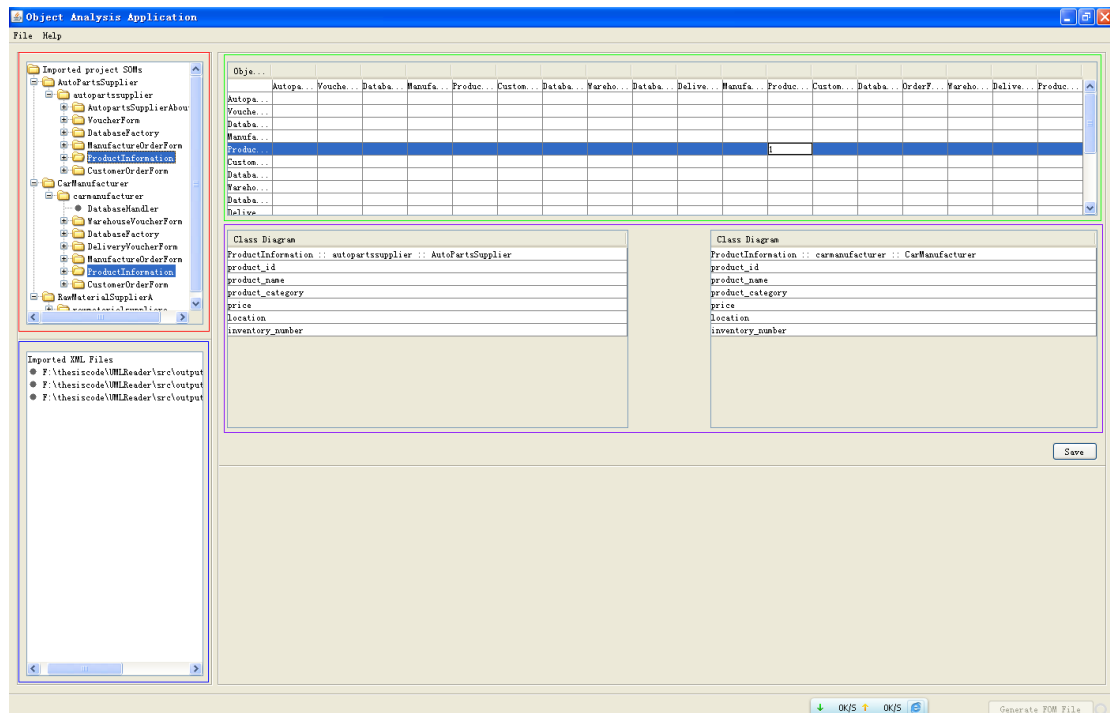 Object Analysis Application
File Help
Imported project SOMs
AutoPartsSupplier
autopartssupplier
AutopartsSupplierAbou
VoucherForm
DatabaseFactory
ManufactureOrderForm
ProductInformation
CustomerOrderForm
CarManufacturer
carmanufacturer
DatabaseHandler
WarehouseVoucherForm
DatabaseFactory
DeliveryVoucherForm
ManufactureOrderForm
ProductInformation
CustomerOrderForm
RawMaterialSupplierA
Imported XML Files
F:\thesiscode\UMLReader\src\output
F:\thesiscode\UMLReader\src\output
F:\thesiscode\UMLReader\src\output
Obje...
Autopa... Vouche... Databa... Manufa... Produc... Custom... Databa... Wareho... Databa... Delive... Manufa... Produc... Custom... Databa... OrderF... Wareho... Delive... Produc...
Autopa...
Vouche...
Databa...
Manufa...
Produc... 1
Custom...
Databa...
Wareho...
Databa...
Delive
Class Diagram
ProductInformation :: autopartssupplier :: AutoPartsSupplier
product_id
product_name
product_category
price
location
inventory_number
Class Diagram
ProductInformation :: carmanufacturer :: CarManufacturer
product_id
product_name
product_category
price
location
inventory_number
Save
0K/S 0K/S
Generate FOM File